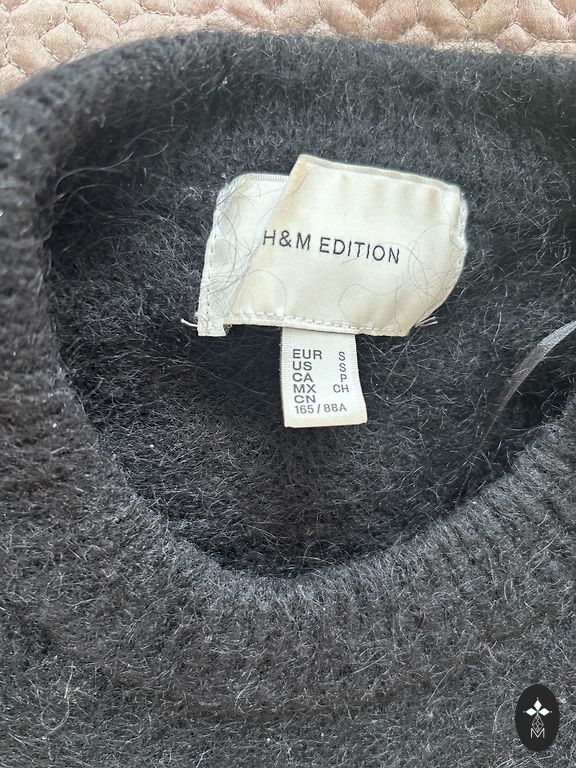 H&M EDITION
EUR S
US S
CA P
MX CH
CN
165/88A
M